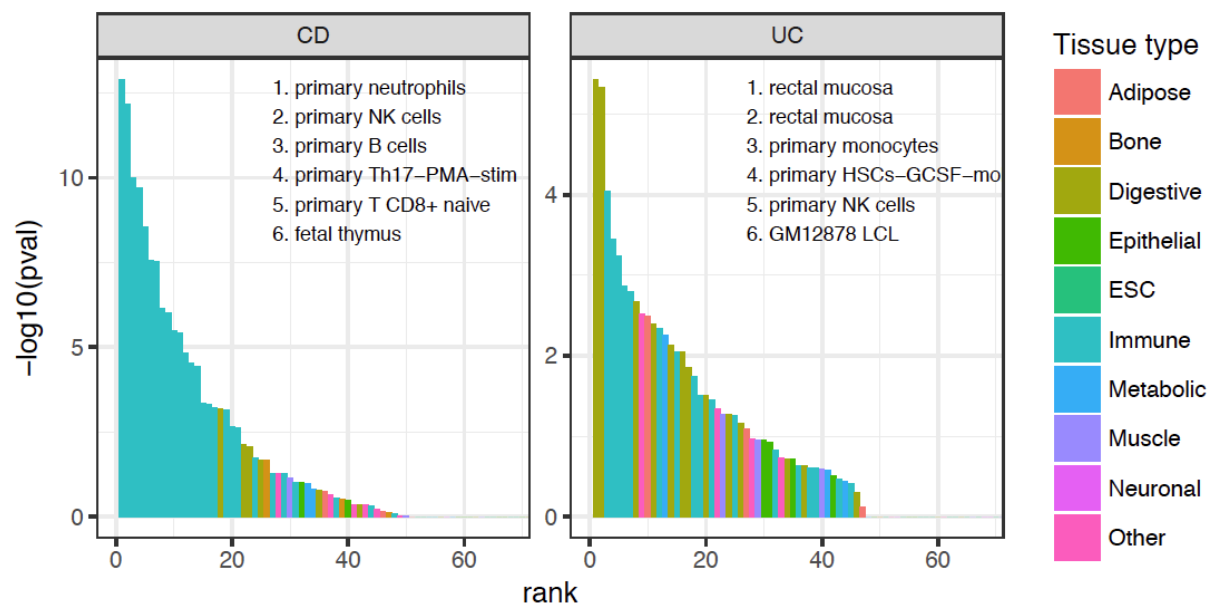 CD
UC
1. primary neutrophils
2. primary NK cells
3. primary B cells
4. primary Th17−PMA−stim
5. primary T CD8+ naive
6. fetal thymus
1. rectal mucosa
2. rectal mucosa
3. primary monocytes
4. primary HSCs−GCSF−mo
5. primary NK cells
6. GM12878 LCL
−log10(pval)
10
5
0
4
2
0
0
20
40
60
0
20
40
60
rank
Tissue type
Adipose
Bone
Digestive
Epithelial
ESC
Immune
Metabolic
Muscle
Neuronal
Other